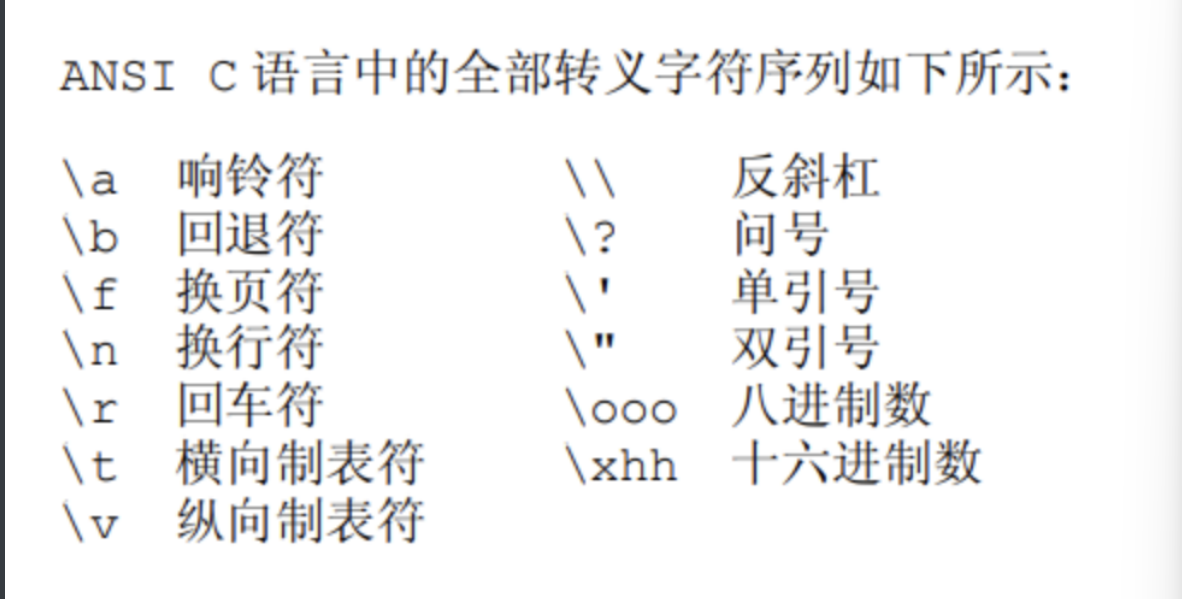 ANSI C 语言中的全部转义字符序列如下所示：
\a 响铃符 \\ 反斜杠
\b 回退符 \? 问号
\f 换页符 \' 单引号
\n 换行符 \" 双引号
\r 回车符 \ooo 八进制数
\t 横向制表符 \xhh 十六进制数
\v 纵向制表符